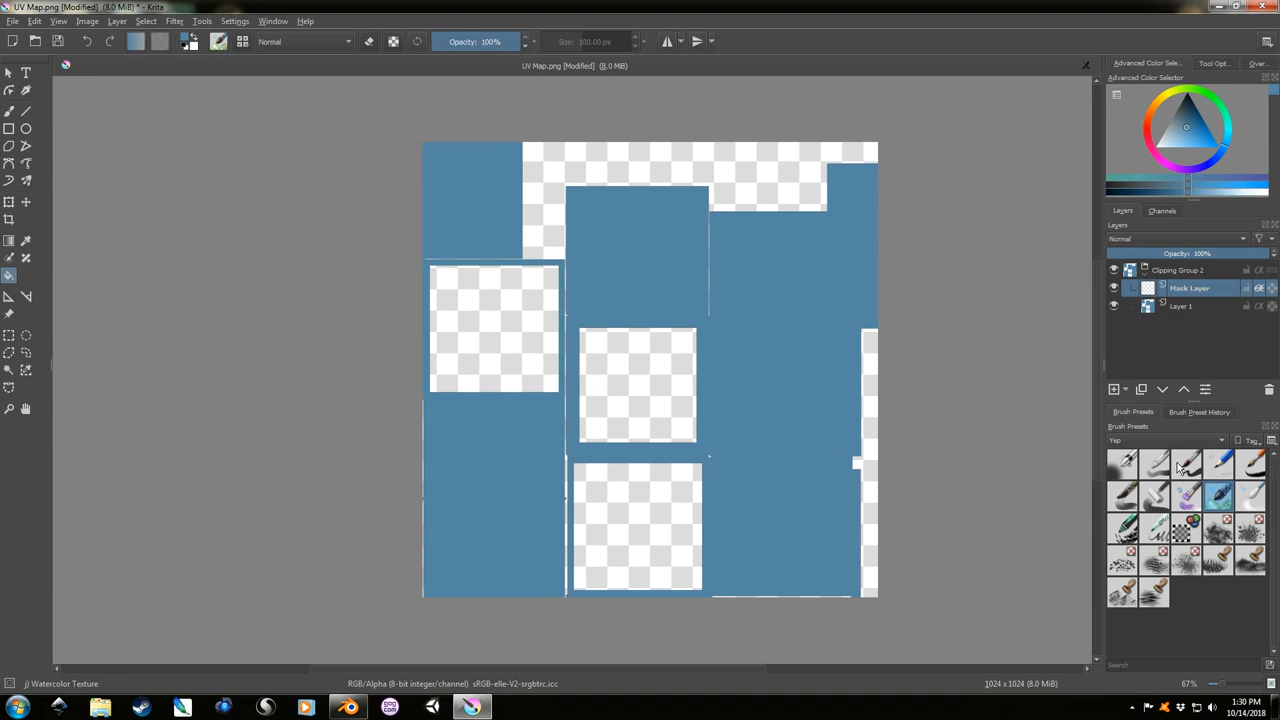 UV Map.png [Modified] (8.0 MiB) * - Krita
File Edit View Image Layer Select Filter Tools Settings Window Help
Normal
Opacity: 100%
Size: 100.00 px
UV Map.png [Modified] (8.0 MiB)
Advanced Color Sele...
Tool Opt...
Over...
Advanced Color Selector
Layers
Channels
Layers
Normal
Opacity: 100%
Clipping Group 2
Mask Layer
Layer 1
Brush Presets
Brush Preset History
Brush Presets
Yep
Tag
Search
j) Watercolor Texture
RGB/Alpha (8-bit integer/channel) sRGB-elle-V2-srgbtrc.icc
1024 x 1024 (8.0 MiB)
67%
1:30 PM
10/14/2018